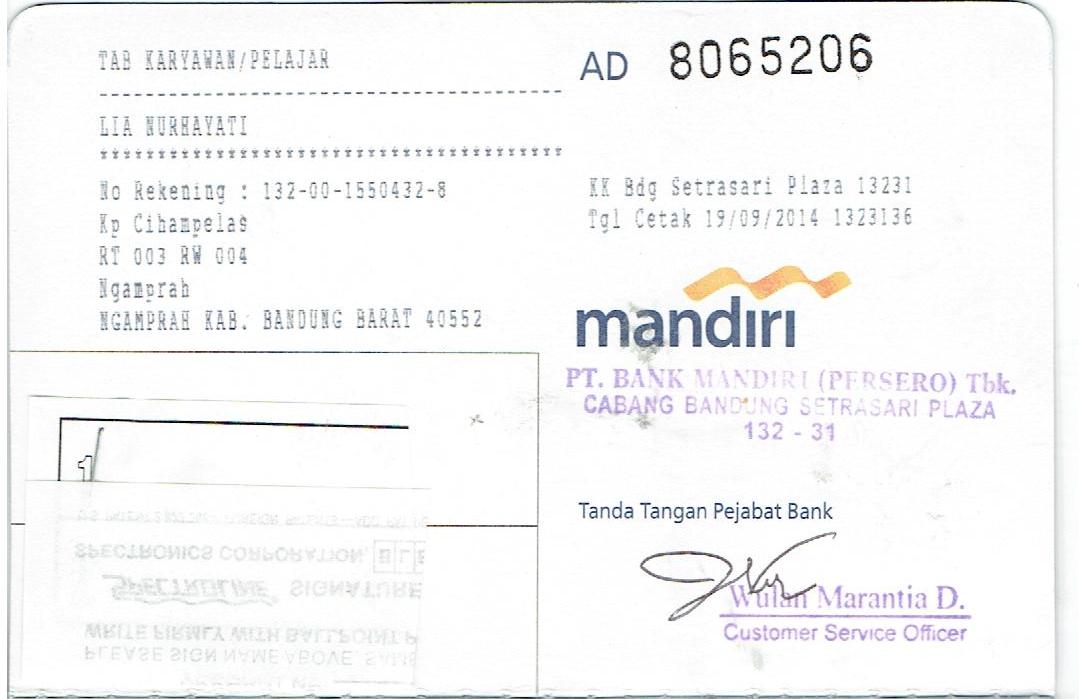 TAB KARYAWAN/PELAJAR
LIA NURHAYATI
No Rekening : 132-00-1550432-8
Kp Cihampelas
RT 003 RW 004
Ngamprah
NGAMPRAH KAB. BANDUNG BARAT 40552
AD 8065206
KK Bdg Setrasari Plaza 13231
Tgl Cetak 19/09/2014 1323136
mandiri
PT. BANK MANDIRI (PERSERO) Tbk.
CABANG BANDUNG SETRASARI PLAZA
132 - 31
Tanda Tangan Pejabat Bank
Wulan Marantia D.
Customer Service Officer
1
SPECTRONICS CORPORATION
SPECTROLINE SIGNATURE
WRITE FIRMLY WITH BALLPOINT
PLEASE SIGN NAME ABOVE.